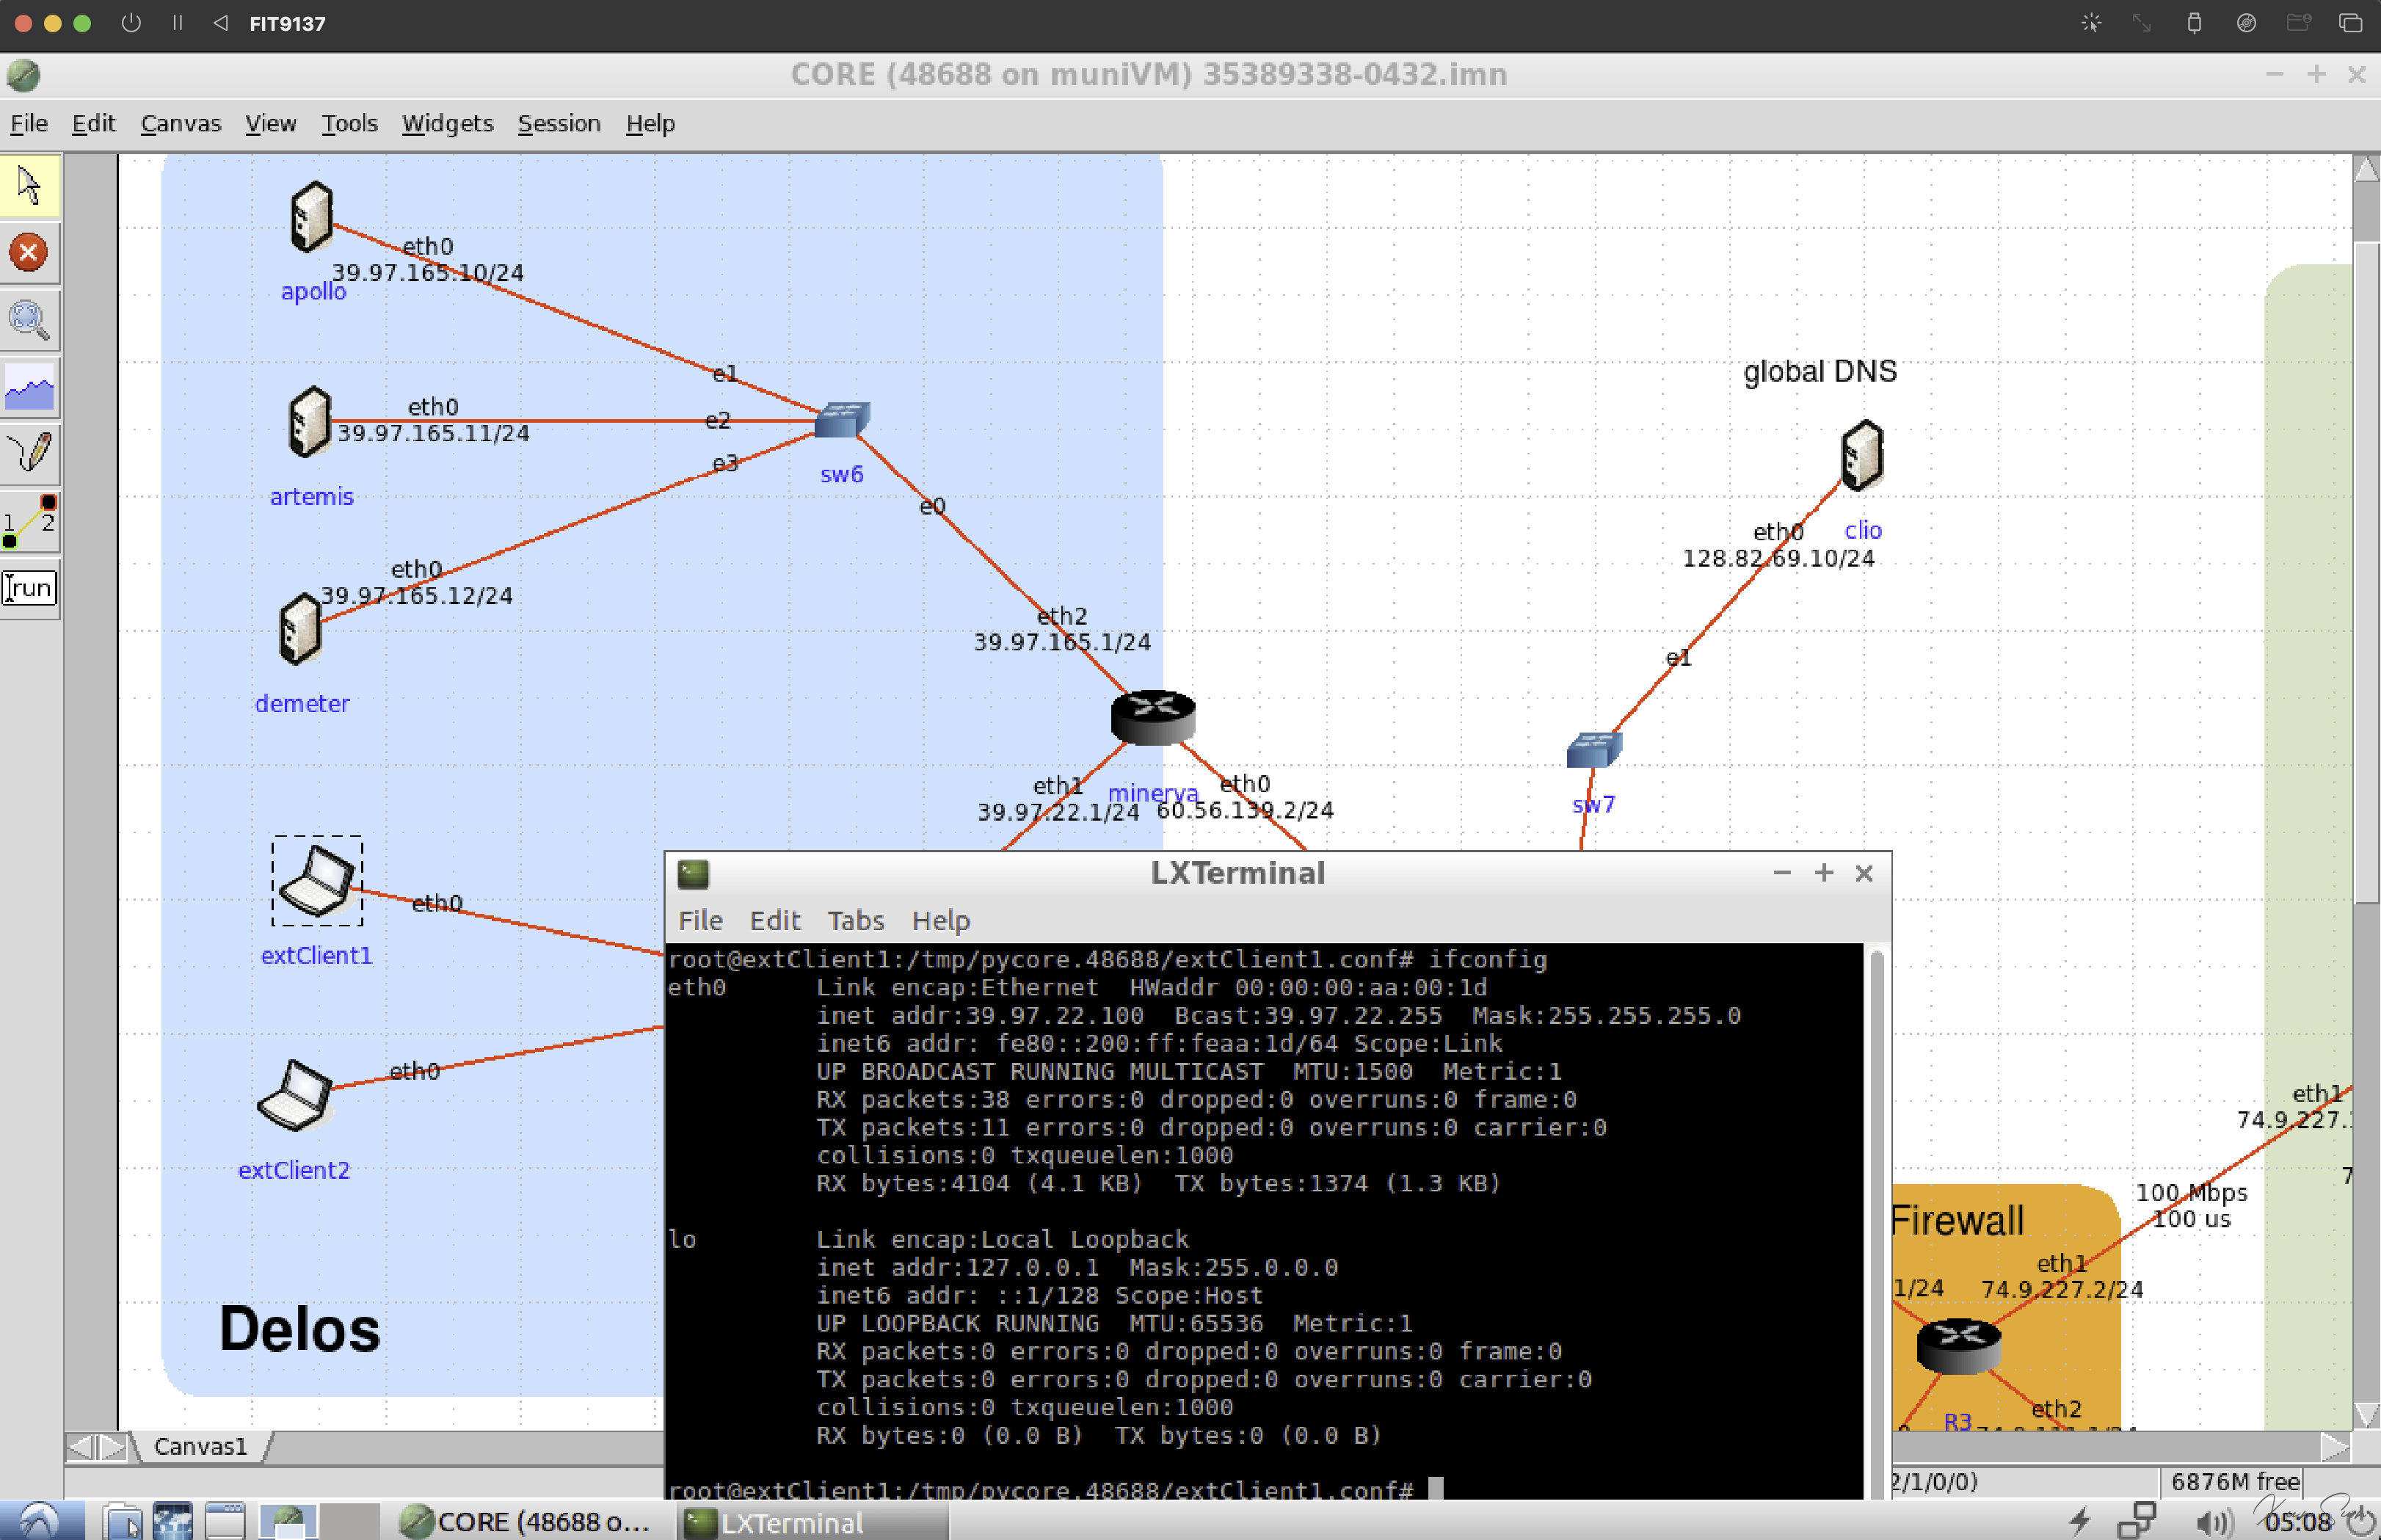 FIT9137
CORE (48688 on muniVM) 35389338-0432.imn
File Edit Canvas View Tools Widgets Session Help
eth0
39.97.165.10/24
apollo
e1
global DNS
eth0
39.97.165.11/24
e2
artemis
e3
sw6
e0
clio
eth0
128.82.69.10/24
eth0
39.97.165.12/24
1 2
run
demeter
eth2
39.97.165.1/24
e1
eth1
39.97.22.1/24
minerva
eth0
60.56.139.2/24
sw7
extClient1
eth0
extClient2
eth0
Delos
LXTerminal
File Edit Tabs Help
root@extClient1:/tmp/pycore.48688/extClient1.conf# ifconfig
eth0 Link encap:Ethernet HWaddr 00:00:00:aa:00:1d
inet addr:39.97.22.100 Bcast:39.97.22.255 Mask:255.255.255.0
inet6 addr: fe80::200:ff:feaa:1d/64 Scope:Link
UP BROADCAST RUNNING MULTICAST MTU:1500 Metric:1
RX packets:38 errors:0 dropped:0 overruns:0 frame:0
TX packets:11 errors:0 dropped:0 overruns:0 carrier:0
collisions:0 txqueuelen:1000
RX bytes:4104 (4.1 KB) TX bytes:1374 (1.3 KB)
lo Link encap:Local Loopback
inet addr:127.0.0.1 Mask:255.0.0.0
inet6 addr: ::1/128 Scope:Host
UP LOOPBACK RUNNING MTU:65536 Metric:1
RX packets:0 errors:0 dropped:0 overruns:0 frame:0
TX packets:0 errors:0 dropped:0 overruns:0 carrier:0
collisions:0 txqueuelen:1000
RX bytes:0 (0.0 B) TX bytes:0 (0.0 B)
root@extClient1:/tmp/pycore.48688/extClient1.conf#
eth1
74.9.227.
7
100 Mbps
100 us
Firewall
eth1
74.9.227.2/24
1/24
R3
eth2
Canvas1
2/1/0/0)
6876M free
CORE (48688 o...
LXTerminal
05:08